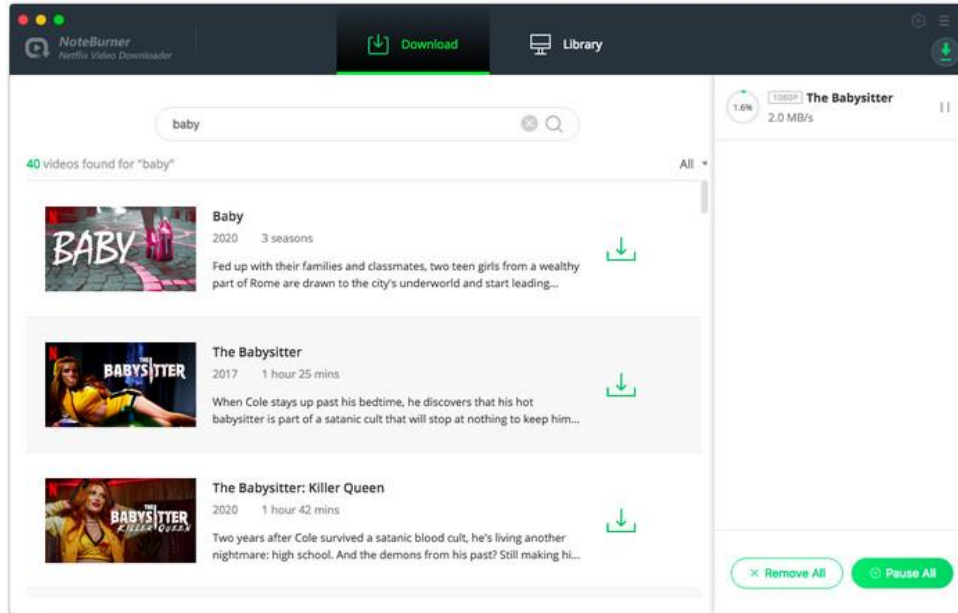 NoteBurner
Netflix Video Downloader
Download
Library
baby
40 videos found for "baby"
All
BABY
Baby
2020 3 seasons
Fed up with their families and classmates, two teen girls from a wealthy
part of Rome are drawn to the city's underworld and start leading...
THE
BABYSITTER
The Babysitter
2017 1 hour 25 mins
When Cole stays up past his bedtime, he discovers that his hot
babysitter is part of a satanic cult that will stop at nothing to keep him...
THE
BABYSITTER
KILLER QUEEN
The Babysitter: Killer Queen
2020 1 hour 42 mins
Two years after Cole survived a satanic blood cult, he's living another
nightmare: high school. And the demons from his past? Still making hi...
1.6%
1080P The Babysitter
2.0 MB/s
Remove All
Pause All